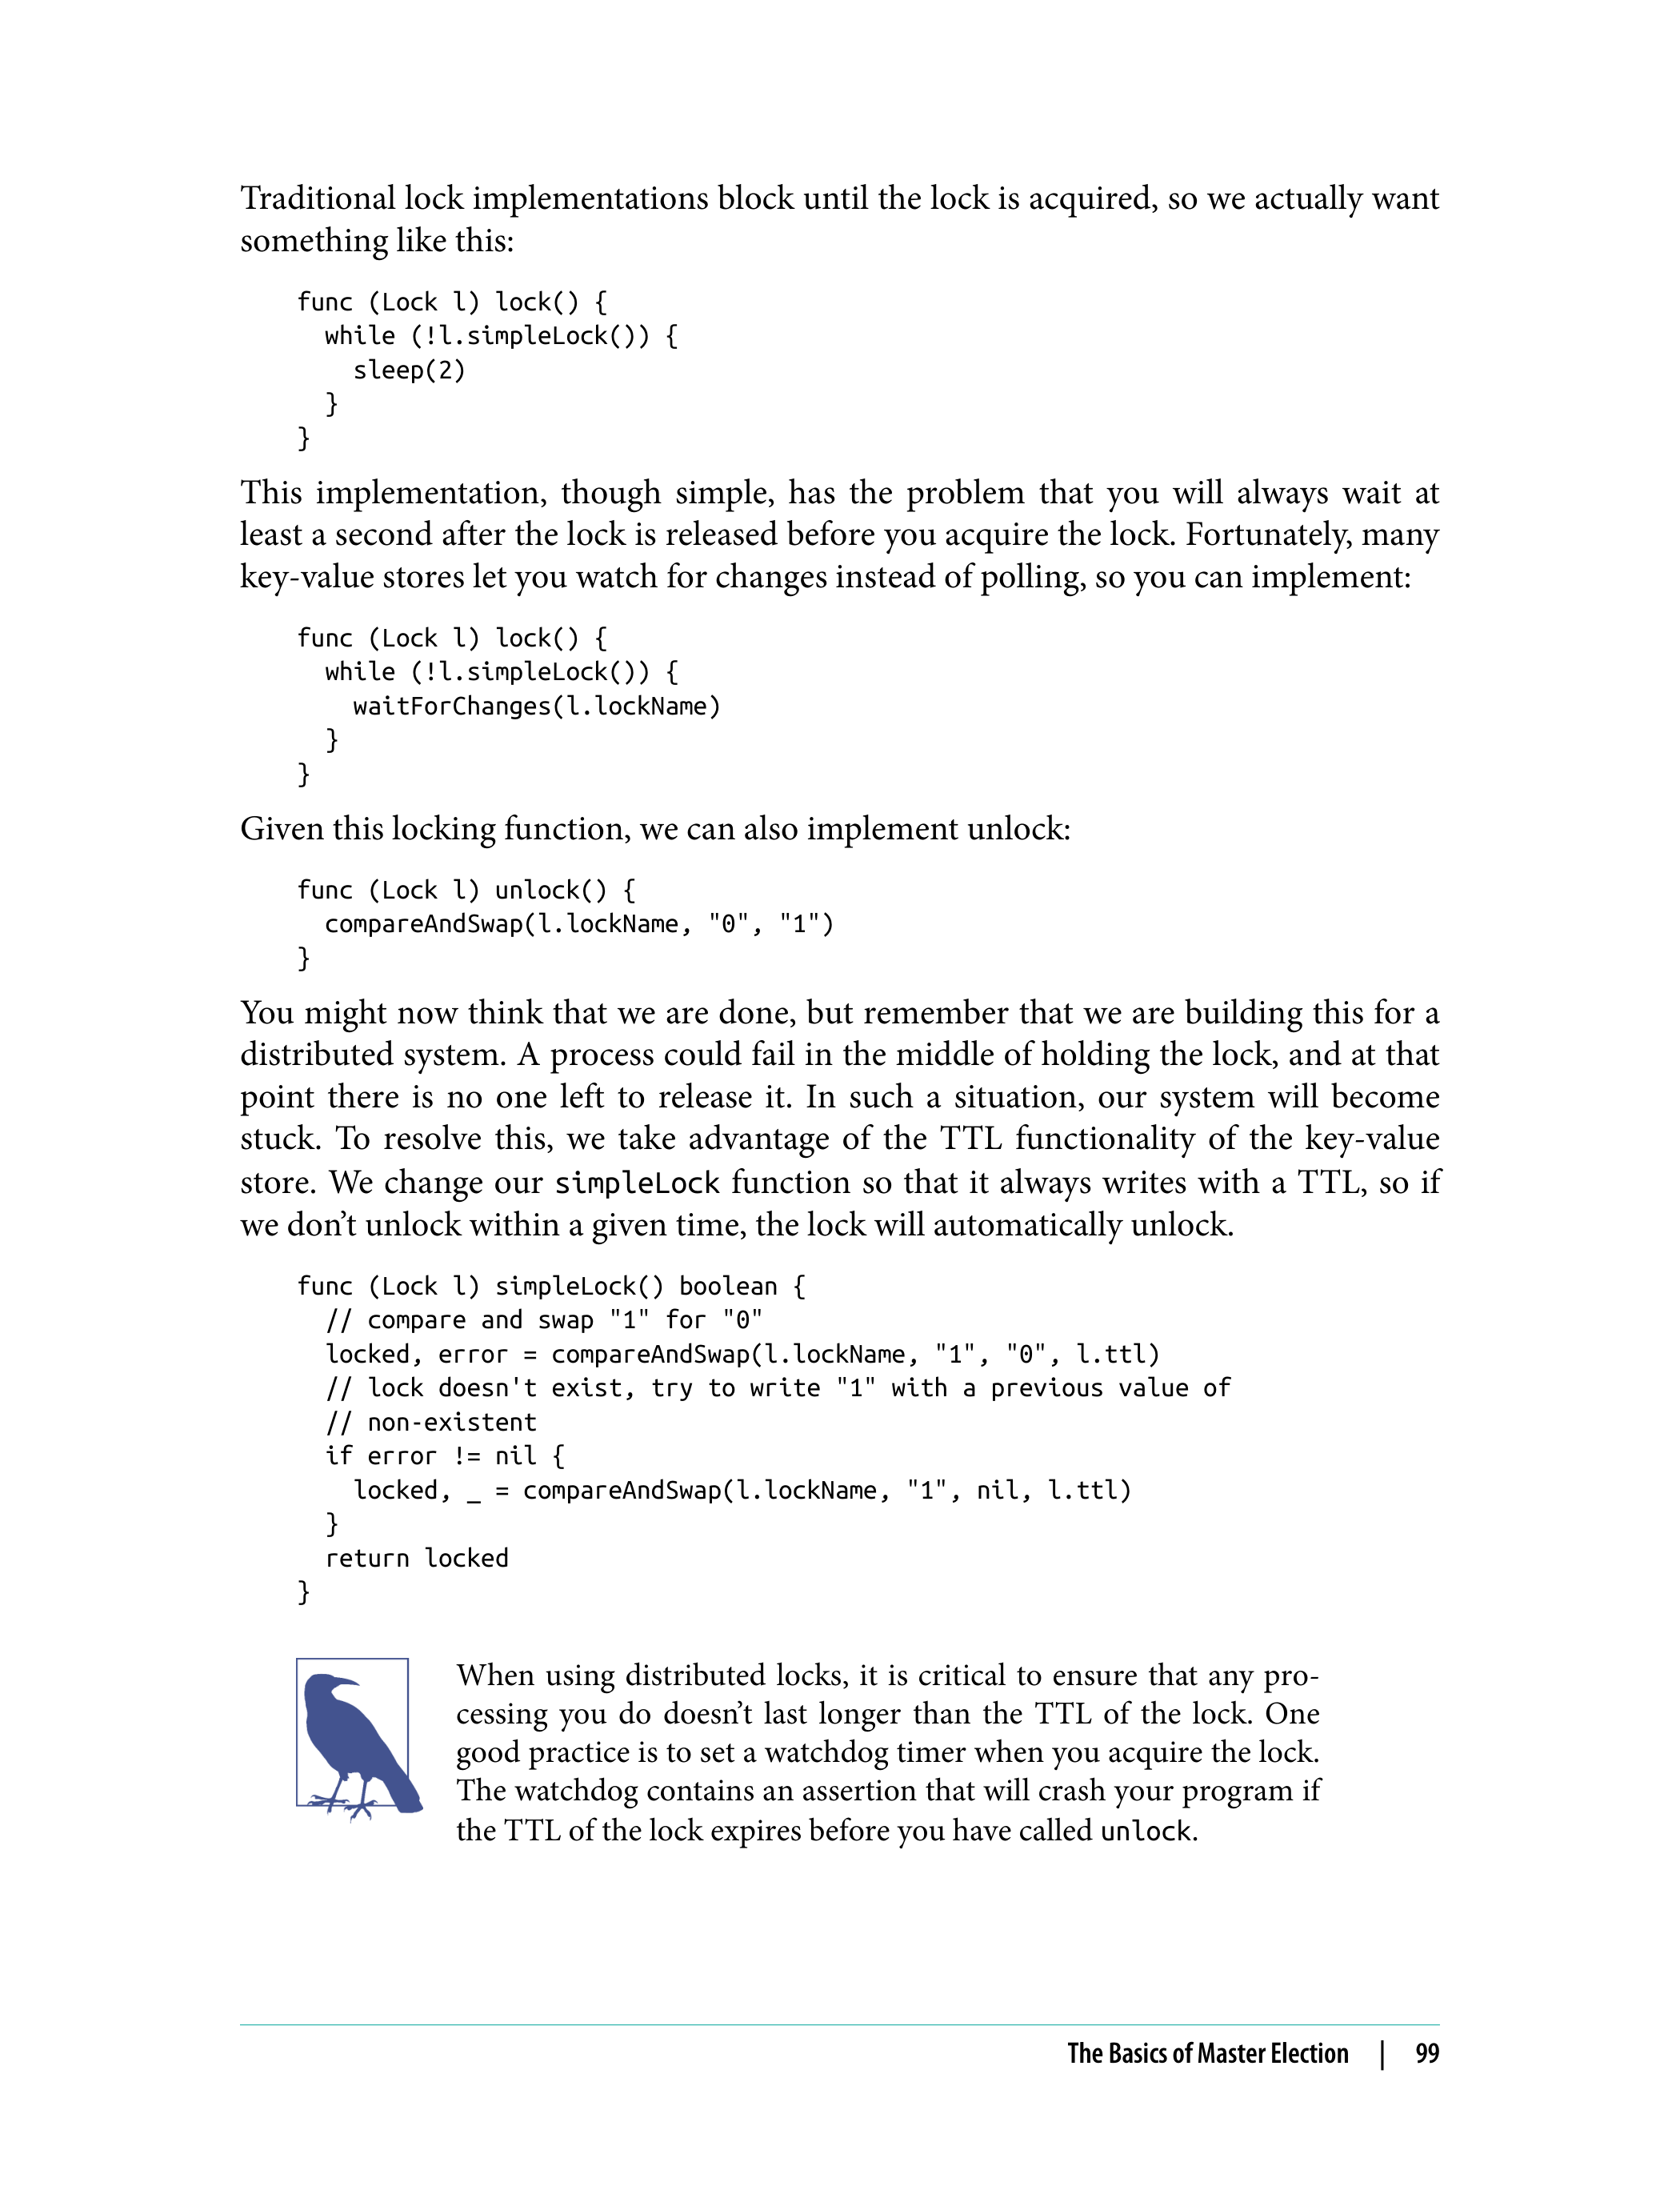 Traditional lock implementations block until the lock is acquired, so we actually want
something like this:
func (Lock l) lock() {
  while (!l.simpleLock()) {
    sleep(2)
  }
}
This implementation, though simple, has the problem that you will always wait at
least a second after the lock is released before you acquire the lock. Fortunately, many
key-value stores let you watch for changes instead of polling, so you can implement:
func (Lock l) lock() {
  while (!l.simpleLock()) {
    waitForChanges(l.lockName)
  }
}
Given this locking function, we can also implement unlock:
func (Lock l) unlock() {
  compareAndSwap(l.lockName, "0", "1")
}
You might now think that we are done, but remember that we are building this for a
distributed system. A process could fail in the middle of holding the lock, and at that
point there is no one left to release it. In such a situation, our system will become
stuck. To resolve this, we take advantage of the TTL functionality of the key-value
store. We change our simpleLock function so that it always writes with a TTL, so if
we don’t unlock within a given time, the lock will automatically unlock.
func (Lock l) simpleLock() boolean {
  // compare and swap "1" for "0"
  locked, error = compareAndSwap(l.lockName, "1", "0", l.ttl)
  // lock doesn't exist, try to write "1" with a previous value of
  // non-existent
  if error != nil {
    locked, _ = compareAndSwap(l.lockName, "1", nil, l.ttl)
  }
  return locked
}
When using distributed locks, it is critical to ensure that any pro-
cessing you do doesn’t last longer than the TTL of the lock. One
good practice is to set a watchdog timer when you acquire the lock.
The watchdog contains an assertion that will crash your program if
the TTL of the lock expires before you have called unlock.
The Basics of Master Election | 99